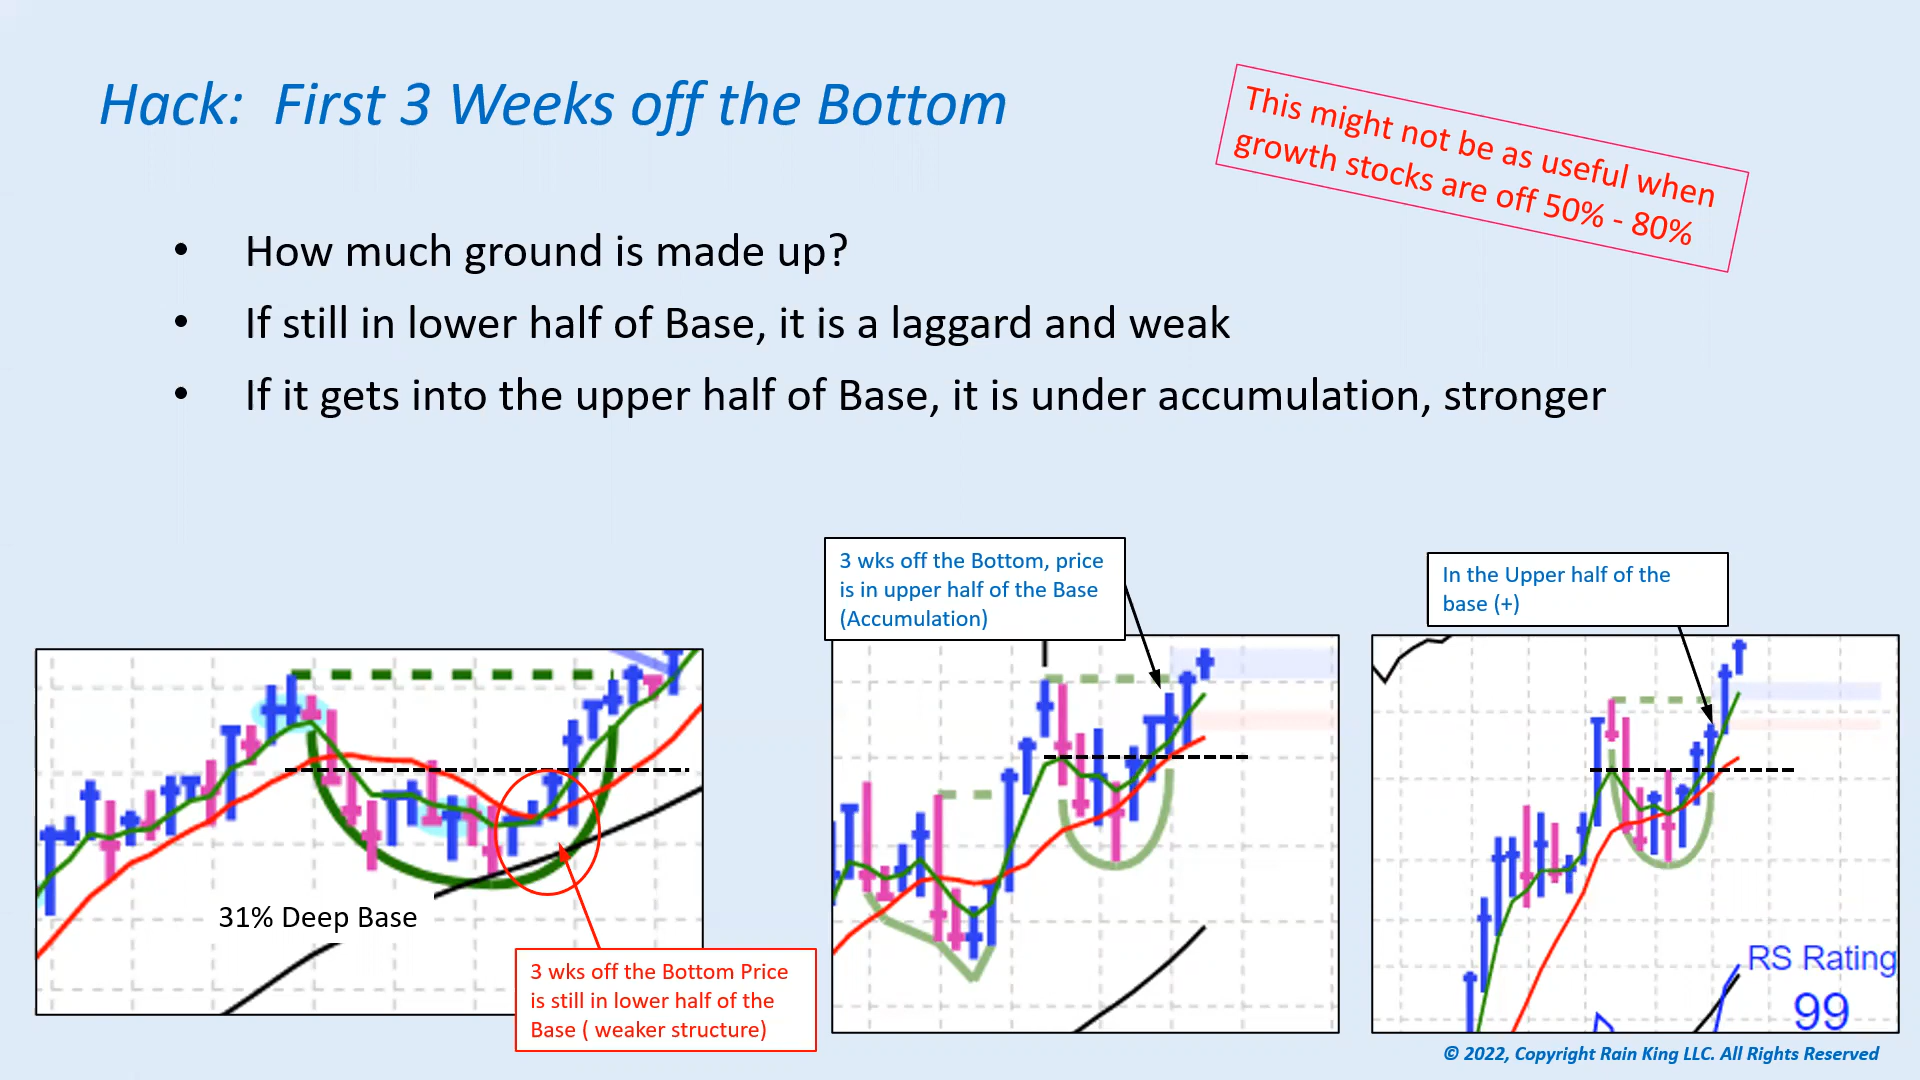 Hack: First 3 Weeks off the Bottom
This might not be as useful when
growth stocks are off 50% - 80%
• How much ground is made up?
• If still in lower half of Base, it is a laggard and weak
• If it gets into the upper half of Base, it is under accumulation, stronger
3 wks off the Bottom, price
is in upper half of the Base
(Accumulation)
In the Upper half of the
base (+)
31% Deep Base
3 wks off the Bottom Price
is still in lower half of the
Base ( weaker structure)
RS Rating
99
© 2022, Copyright Rain King LLC. All Rights Reserved